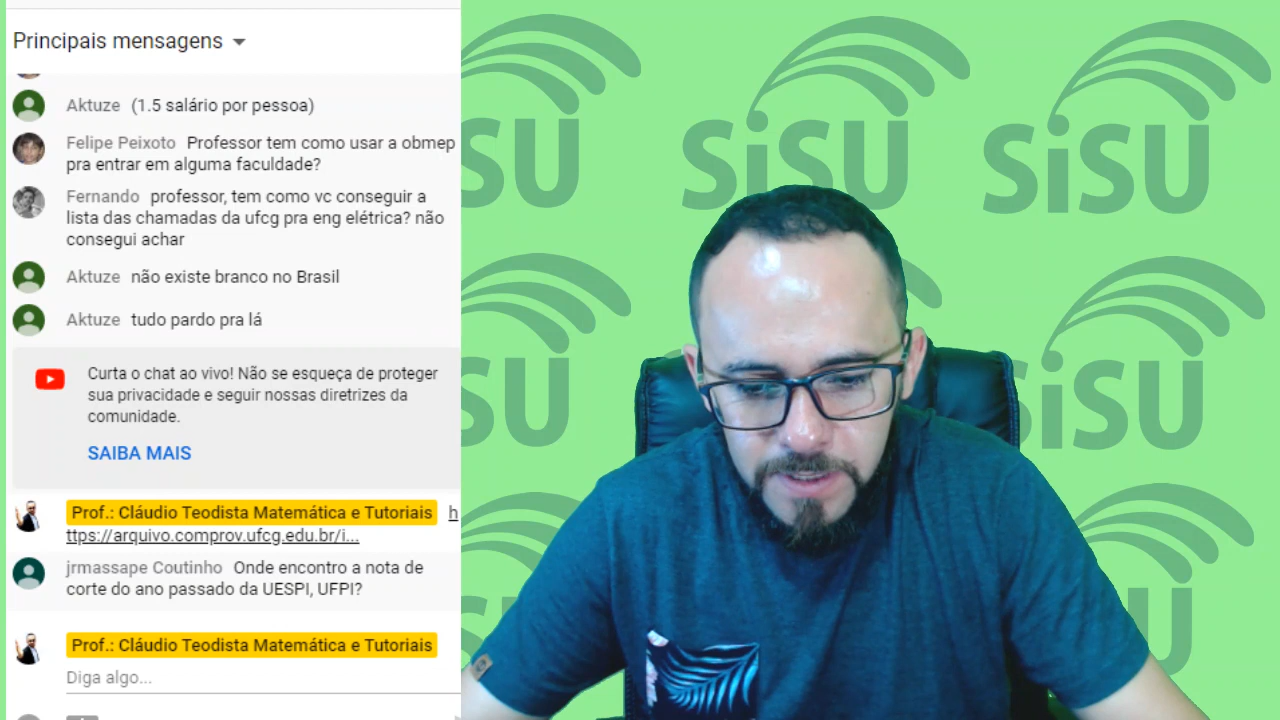 Principais mensagens
Aktuze (1.5 salário por pessoa)
Felipe Peixoto Professor tem como usar a obmep
pra entrar em alguma faculdade?
Fernando professor, tem como vc conseguir a
lista das chamadas da ufcg pra eng elétrica? não
consegui achar
Aktuze não existe branco no Brasil
Aktuze tudo pardo pra lá
Curta o chat ao vivo! Não se esqueça de proteger
sua privacidade e seguir nossas diretrizes da
comunidade.
SAIBA MAIS
Prof.: Cláudio Teodista Matemática e Tutoriais h
ttps://arquivo.comprov.ufcg.edu.br/i...
jrmassape Coutinho Onde encontro a nota de
corte do ano passado da UESPI, UFPI?
Prof.: Cláudio Teodista Matemática e Tutoriais
Diga algo...
SiSU
SiSU
SiSU
SiSU
SiSU